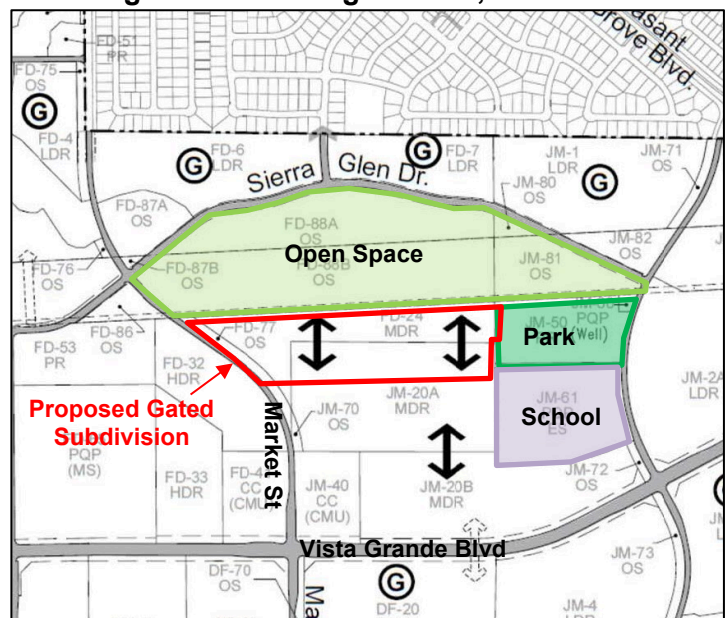 FD-51
PR
FD-75
OS
G
FD-4
LDR
FD-6
LDR
G
Sierra Glen Dr.
G
FD-7
LDR
JM-1
LDR
G
JM-71
OS
Grove Blvd.
JM-80
OS
FD-87A
OS
FD-88A
OS
Open Space
FD-76
OS
FD-87B
OS
FD-88B
OS
JM-81
OS
JM-82
OS
FD-86
OS
FD-77
OS
FD-24
MDR
JM-50
PQP
(Well)
Park
FD-53
PR
FD-32
HDR
Proposed Gated
Subdivision
JM-20A
MDR
JM-61
ES
School
JM-70
OS
Market St
PQP
(MS)
FD-33
HDR
CC
(CMU)
JM-40
CC
(CMU)
JM-20B
MDR
JM-72
OS
Vista Grande Blvd
DF-70
OS
G
DF-20
JM-73
OS
JM-4
LDR